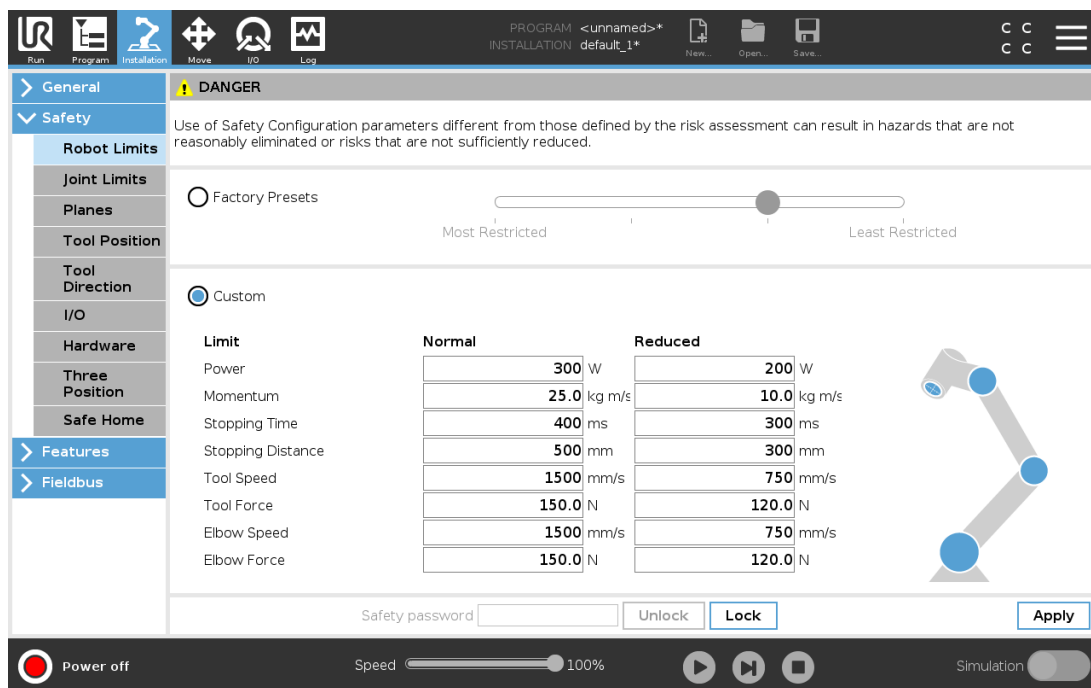 PROGRAM <unnamed>*
INSTALLATION default_1*
C C
C C
UR
Run Program Installation Move I/O Log New... Open... Save...
General
Safety
Robot Limits
Joint Limits
Planes
Tool Position
Tool
Direction
I/O
Hardware
Three
Position
Safe Home
Features
Fieldbus
! DANGER
Use of Safety Configuration parameters different from those defined by the risk assessment can result in hazards that are not
reasonably eliminated or risks that are not sufficiently reduced.
Factory Presets
Most Restricted Least Restricted
Custom
Limit Normal Reduced
Power 300 W 200 W
Momentum 25.0 kg m/s 10.0 kg m/s
Stopping Time 400 ms 300 ms
Stopping Distance 500 mm 300 mm
Tool Speed 1500 mm/s 750 mm/s
Tool Force 150.0 N 120.0 N
Elbow Speed 1500 mm/s 750 mm/s
Elbow Force 150.0 N 120.0 N
Safety password Unlock Lock Apply
Power off Speed 100% Simulation